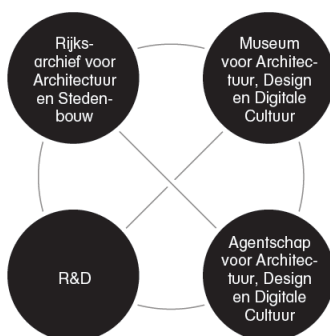 Rijks-
archief voor
Architectuur
en Steden-
bouw
Museum
voor Architec-
tuur, Design
en Digitale
Cultuur
R&D
Agentschap
voor Architec-
tuur, Design
en Digitale
Cultuur